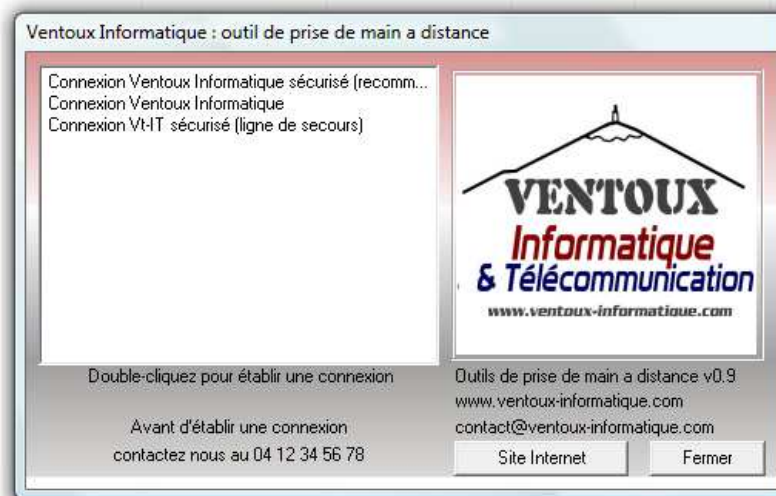 Ventoux Informatique : outil de prise de main a distance
Connexion Ventoux Informatique sécurisé (recomm...
Connexion Ventoux Informatique
Connexion Vt-IT sécurisé (ligne de secours)
VENTOUX
Informatique
& Télécommunication
www.ventoux-informatique.com
Double-cliquez pour établir une connexion
Avant d'établir une connexion
contactez nous au 04 12 34 56 78
Outils de prise de main a distance v0.9
www.ventoux-informatique.com
contact@ventoux-informatique.com
Site Internet
Fermer